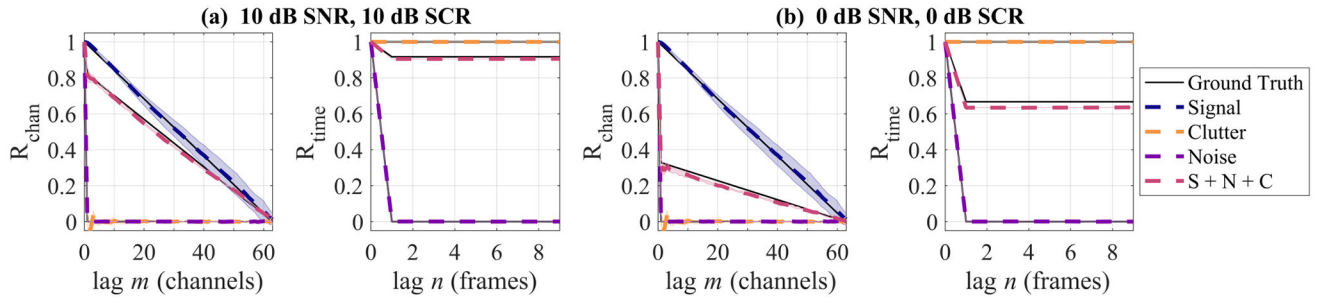 (a) 10 dB SNR, 10 dB SCR
1
0.8
0.6
0.4
0.2
0
R_chan
0 20 40 60
lag m (channels)
1
0.8
0.6
0.4
0.2
0
R_time
0 2 4 6 8
lag n (frames)
(b) 0 dB SNR, 0 dB SCR
1
0.8
0.6
0.4
0.2
0
R_chan
0 20 40 60
lag m (channels)
1
0.8
0.6
0.4
0.2
0
R_time
0 2 4 6 8
lag n (frames)
Ground Truth
Signal
Clutter
Noise
S + N + C